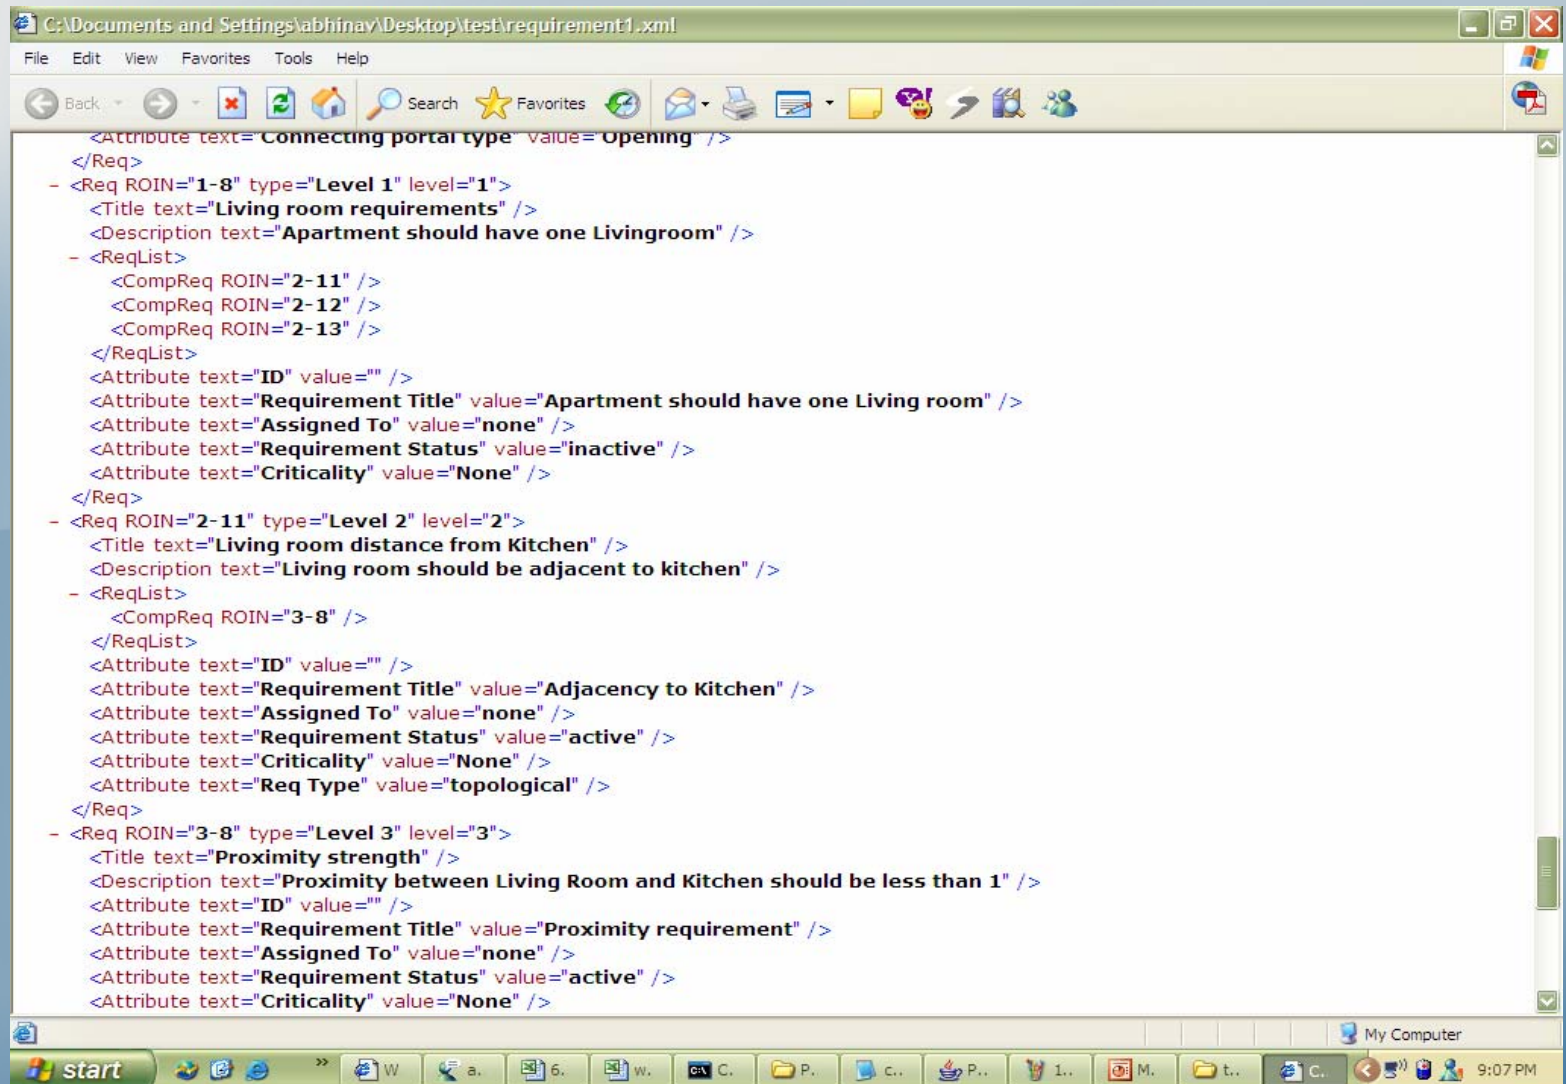 C:\Documents and Settings\abhinav\Desktop\test\requirement1.xml
File Edit View Favorites Tools Help
Back Search Favorites
<Attribute text="Connecting portal type" value="Opening" />
</Req>
- <Req ROIN="1-8" type="Level 1" level="1">
<Title text="Living room requirements" />
<Description text="Apartment should have one Livingroom" />
- <ReqList>
<CompReq ROIN="2-11" />
<CompReq ROIN="2-12" />
<CompReq ROIN="2-13" />
</ReqList>
<Attribute text="ID" value="" />
<Attribute text="Requirement Title" value="Apartment should have one Living room" />
<Attribute text="Assigned To" value="none" />
<Attribute text="Requirement Status" value="inactive" />
<Attribute text="Criticality" value="None" />
</Req>
- <Req ROIN="2-11" type="Level 2" level="2">
<Title text="Living room distance from Kitchen" />
<Description text="Living room should be adjacent to kitchen" />
- <ReqList>
<CompReq ROIN="3-8" />
</ReqList>
<Attribute text="ID" value="" />
<Attribute text="Requirement Title" value="Adjacency to Kitchen" />
<Attribute text="Assigned To" value="none" />
<Attribute text="Requirement Status" value="active" />
<Attribute text="Criticality" value="None" />
<Attribute text="Req Type" value="topological" />
</Req>
- <Req ROIN="3-8" type="Level 3" level="3">
<Title text="Proximity strength" />
<Description text="Proximity between Living Room and Kitchen should be less than 1" />
<Attribute text="ID" value="" />
<Attribute text="Requirement Title" value="Proximity requirement" />
<Attribute text="Assigned To" value="none" />
<Attribute text="Requirement Status" value="active" />
<Attribute text="Criticality" value="None" />
My Computer
start » W a. 6. w. C. P. c.. P.. 1.. M. t.. C. 9:07 PM